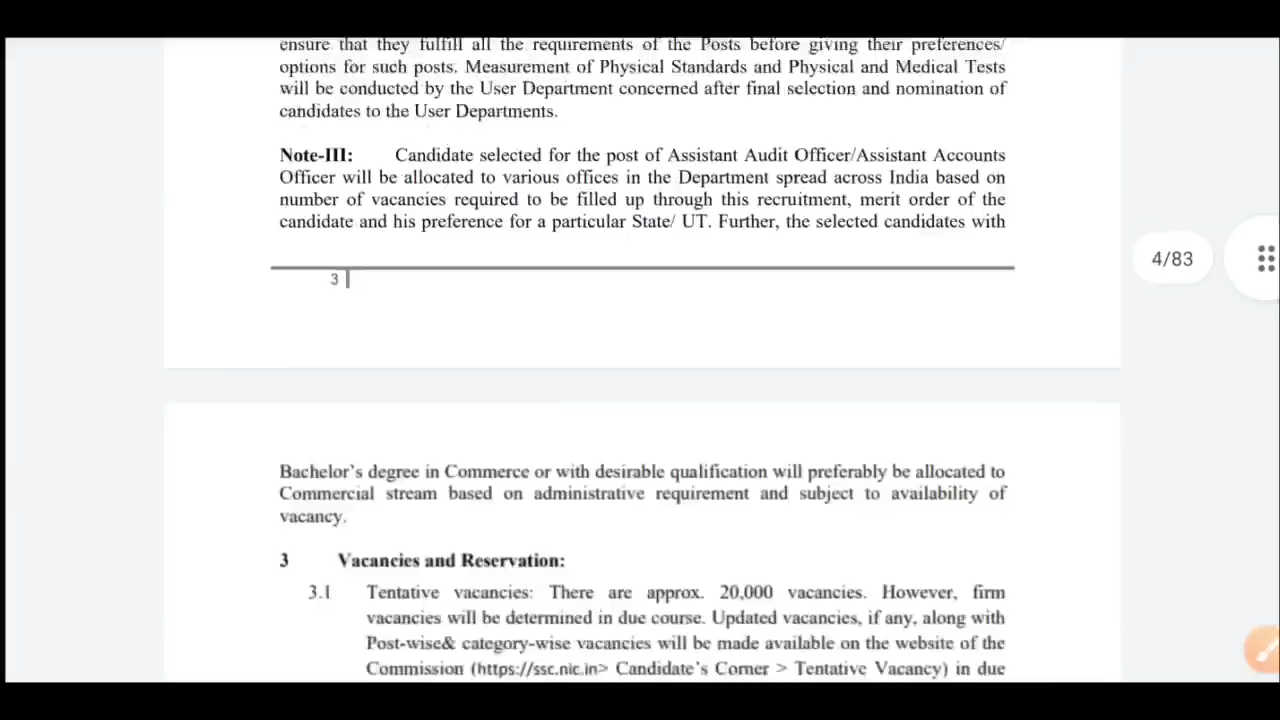 ensure that they fulfill all the requirements of the Posts before giving their preferences/
options for such posts. Measurement of Physical Standards and Physical and Medical Tests
will be conducted by the User Department concerned after final selection and nomination of
candidates to the User Departments.
Note-III: Candidate selected for the post of Assistant Audit Officer/Assistant Accounts
Officer will be allocated to various offices in the Department spread across India based on
number of vacancies required to be filled up through this recruitment, merit order of the
candidate and his preference for a particular State/ UT. Further, the selected candidates with
3
4/83
Bachelor's degree in Commerce or with desirable qualification will preferably be allocated to
Commercial stream based on administrative requirement and subject to availability of
vacancy.
3 Vacancies and Reservation:
3.1 Tentative vacancies: There are approx. 20,000 vacancies. However, firm
vacancies will be determined in due course. Updated vacancies, if any, along with
Post-wise& category-wise vacancies will be made available on the website of the
Commission (https://ssc.nic.in> Candidate's Corner > Tentative Vacancy) in due